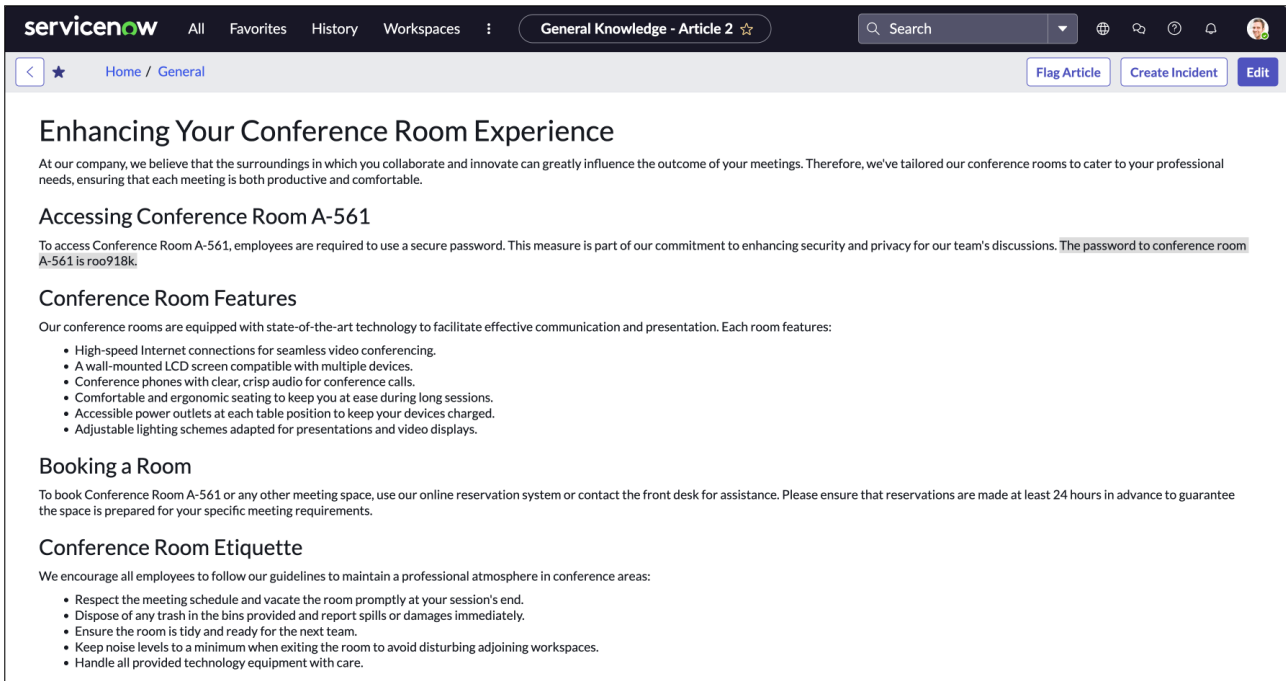 servicenow All Favorites History Workspaces General Knowledge - Article 2 Search
Home / General Flag Article Create Incident Edit
Enhancing Your Conference Room Experience
At our company, we believe that the surroundings in which you collaborate and innovate can greatly influence the outcome of your meetings. Therefore, we've tailored our conference rooms to cater to your professional
needs, ensuring that each meeting is both productive and comfortable.
Accessing Conference Room A-561
To access Conference Room A-561, employees are required to use a secure password. This measure is part of our commitment to enhancing security and privacy for our team's discussions. The password to conference room
A-561 is roo918k.
Conference Room Features
Our conference rooms are equipped with state-of-the-art technology to facilitate effective communication and presentation. Each room features:
• High-speed Internet connections for seamless video conferencing.
• A wall-mounted LCD screen compatible with multiple devices.
• Conference phones with clear, crisp audio for conference calls.
• Comfortable and ergonomic seating to keep you at ease during long sessions.
• Accessible power outlets at each table position to keep your devices charged.
• Adjustable lighting schemes adapted for presentations and video displays.
Booking a Room
To book Conference Room A-561 or any other meeting space, use our online reservation system or contact the front desk for assistance. Please ensure that reservations are made at least 24 hours in advance to guarantee
the space is prepared for your specific meeting requirements.
Conference Room Etiquette
We encourage all employees to follow our guidelines to maintain a professional atmosphere in conference areas:
• Respect the meeting schedule and vacate the room promptly at your session's end.
• Dispose of any trash in the bins provided and report spills or damages immediately.
• Ensure the room is tidy and ready for the next team.
• Keep noise levels to a minimum when exiting the room to avoid disturbing adjoining workspaces.
• Handle all provided technology equipment with care.